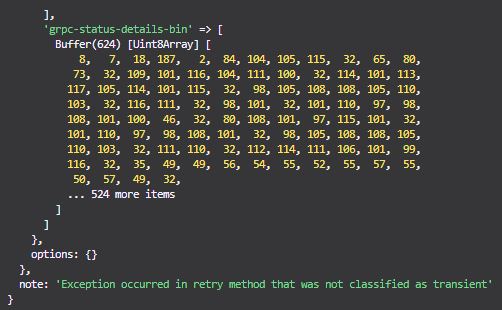 ],
'grpc-status-details-bin' => [
Buffer(624) [Uint8Array] [
8, 7, 18, 187, 2, 84, 104, 105, 115, 32, 65, 80,
73, 32, 109, 101, 116, 104, 111, 100, 32, 114, 101, 113,
117, 105, 114, 101, 115, 32, 98, 105, 108, 108, 105, 110,
103, 32, 116, 111, 32, 98, 101, 32, 101, 110, 97, 98,
108, 101, 100, 46, 32, 80, 108, 101, 97, 115, 101, 32,
101, 110, 97, 98, 108, 101, 32, 98, 105, 108, 108, 105,
110, 103, 32, 111, 110, 32, 112, 114, 111, 106, 101, 99,
116, 32, 35, 49, 49, 56, 54, 55, 52, 55, 57, 55,
50, 57, 49, 32,
... 524 more items
]
]
},
options: {}
},
note: 'Exception occurred in retry method that was not classified as transient'
}